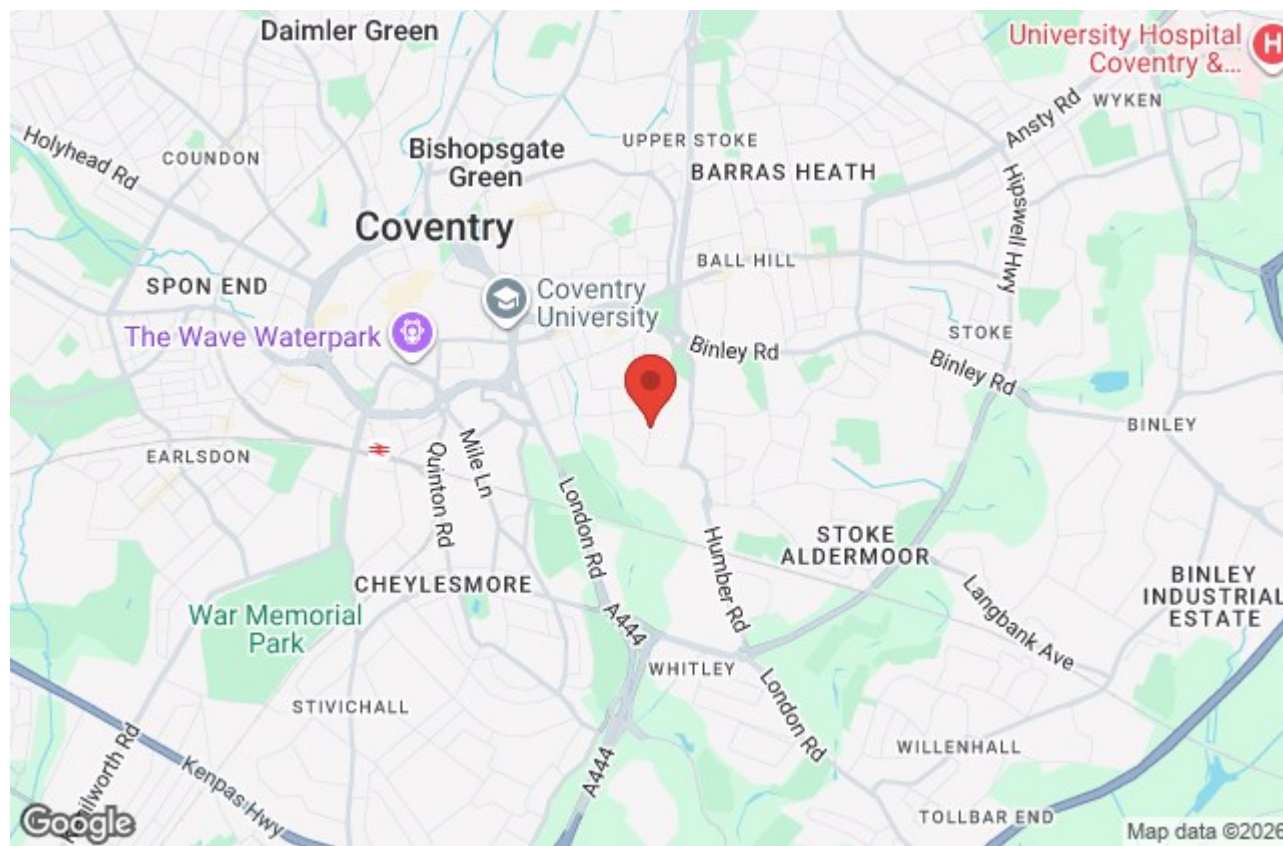 Daimler Green
University Hospital
Coventry &...
H
WYKEN
Ansty Rd
Holyhead Rd
COUNDON
Bishopsgate
Green
UPPER STOKE
BARRAS HEATH
Hipswell Hwy
Coventry
BALL HILL
SPON END
Coventry
University
The Wave Waterpark
STOKE
Binley Rd
Binley Rd
BINLEY
EARLSDON
Mile Ln
Quinton Rd
London Rd
Humber Rd
STOKE
ALDERMOOR
CHEYLESMORE
BINLEY
INDUSTRIAL
ESTATE
War Memorial
Park
A444
Langbank Ave
WHITLEY
STIVICHALL
London Rd
WILLENHALL
Kenilworth Rd
Kenpas Hwy
A444
TOLLBAR END
Google
Map data ©2026